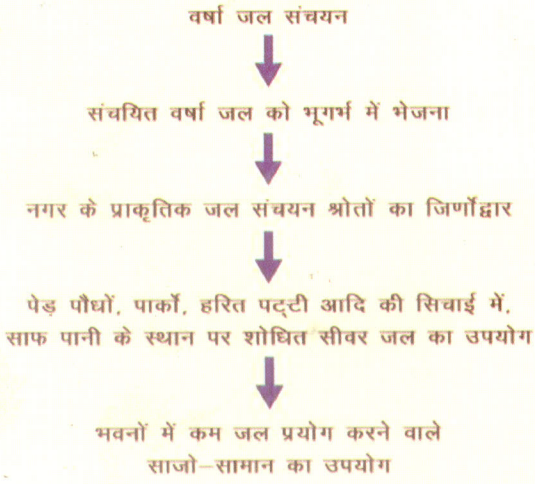 वर्षा जल संचयन
संचयित वर्षा जल को भूगर्भ में भेजना
नगर के प्राकृतिक जल संचयन श्रोतों का जिर्णोद्वार
पेड़ पौधों, पार्को, हरित पट्टी आदि की सिचाई में,
साफ पानी के स्थान पर शोधित सीवर जल का उपयोग
भवनों में कम जल प्रयोग करने वाले
साजो–सामान का उपयोग